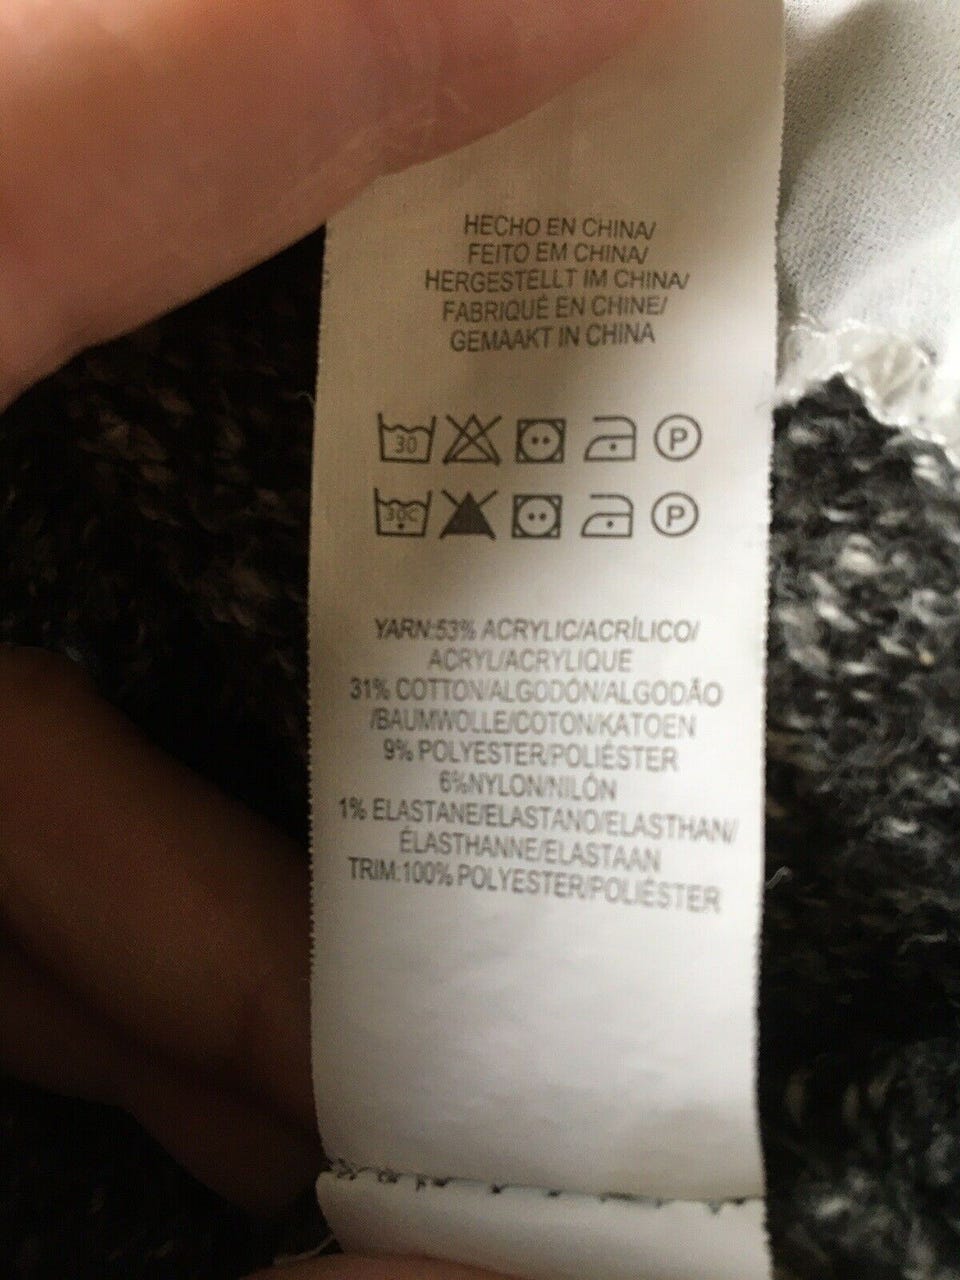 HECHO EN CHINA/
FEITO EM CHINA/
HERGESTELLT IM CHINA/
FABRIQUÉ EN CHINE/
GEMAAKT IN CHINA
30 P
30C P
YARN:53% ACRYLIC/ACRÍLICO/
ACRYL/ACRYLIQUE
31% COTTON/ALGODÓN/ALGODÃO
/BAUMWOLLE/COTON/KATOEN
9% POLYESTER/POLIÉSTER
6%NYLON/NILÓN
1% ELASTANE/ELASTANO/ELASTHAN/
ÉLASTHANNE/ELASTAAN
TRIM:100% POLYESTER/POLIÉSTER